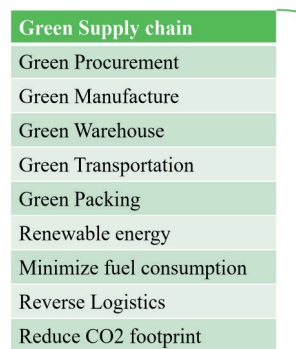 Green Supply chain
Green Procurement
Green Manufacture
Green Warehouse
Green Transportation
Green Packing
Renewable energy
Minimize fuel consumption
Reverse Logistics
Reduce CO2 footprint